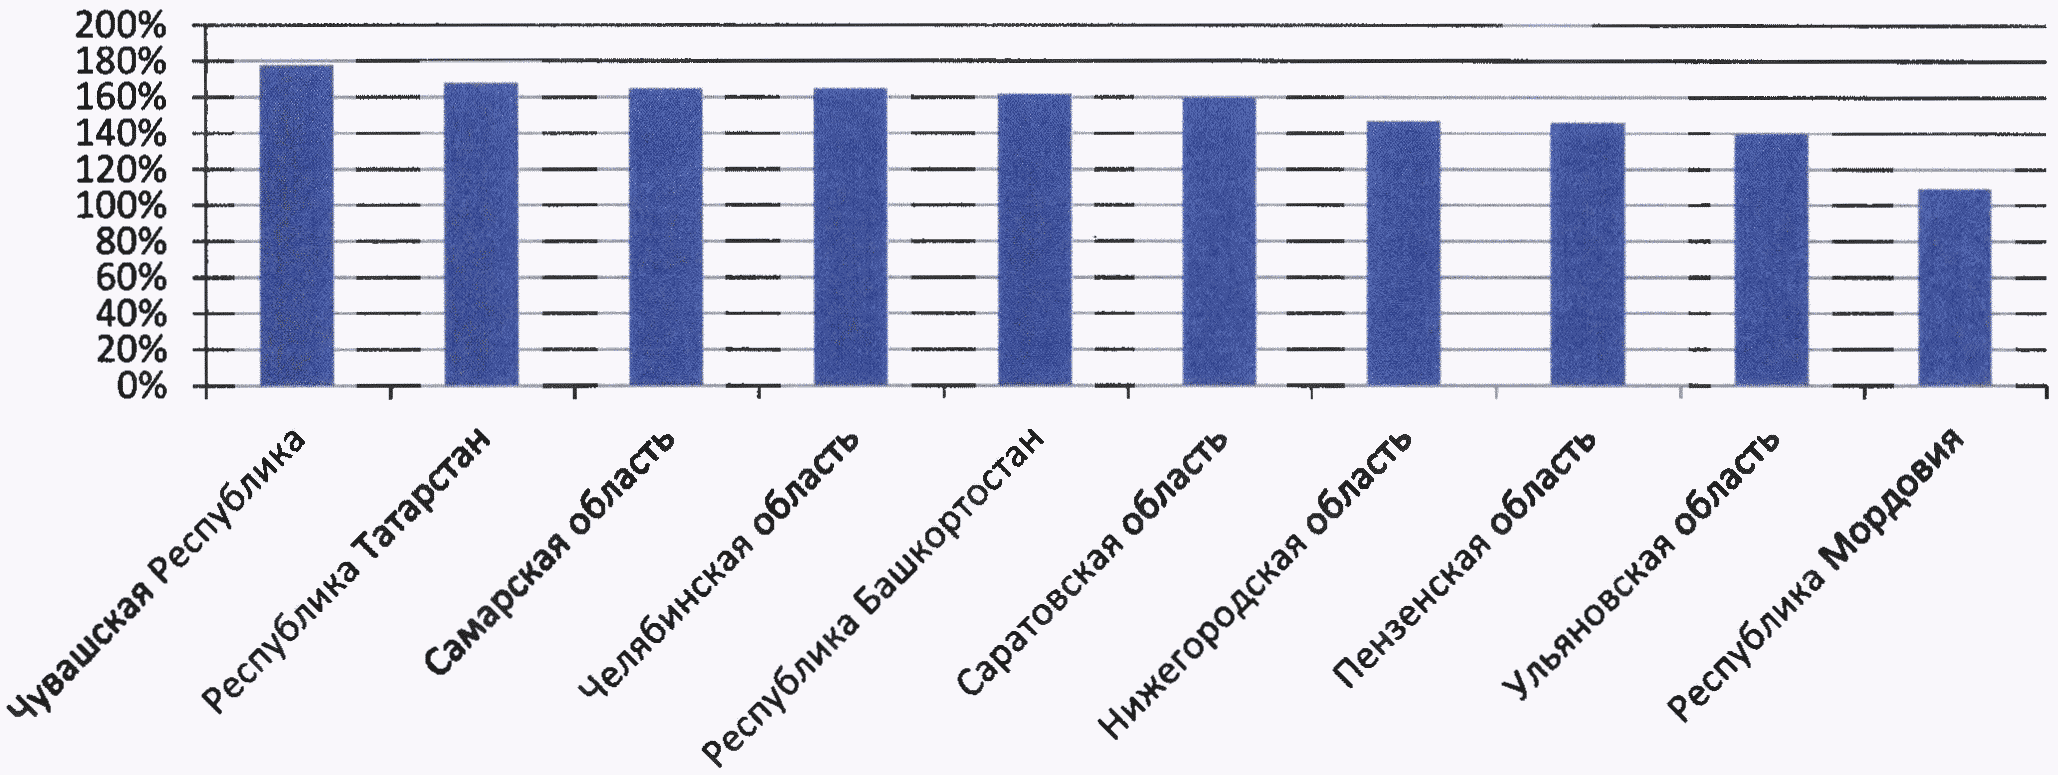 200%
180%
160%
140%
120%
100%
80%
60%
40%
20%
0%
Чувашская Республика
Республика Татарстан
Самарская область
Челябинская область
Республика Башкортостан
Саратовская область
Нижегородская область
Пензенская область
Ульяновская область
Республика Мордовия